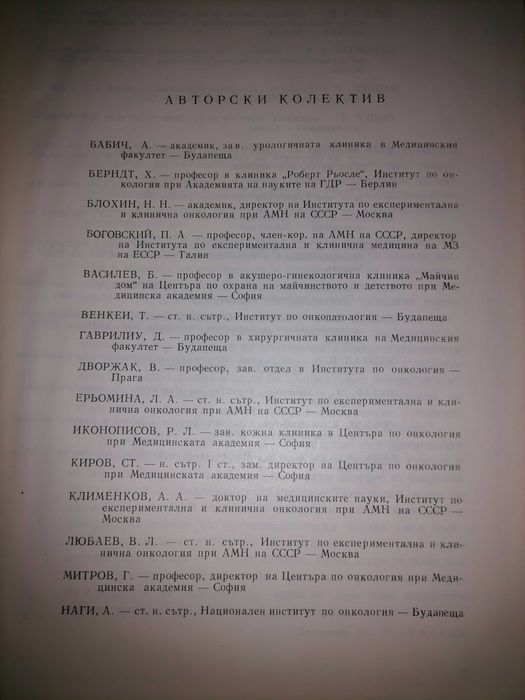 АВТОРСКИ КОЛЕКТИВ
БАБИЧ, А. — академик, зав. урологичната клиника в Медицинския
факултет — Будапеща
БЕРНДТ, Х. — професор в клиника „Роберт Рьосле“, Институт по он-
кология при Академията на науките на ГДР — Берлин
БЛОХИН, Н. Н. — академик, директор на Института по експериментална
и клинична онкология при АМН на СССР — Москва
БОГОВСКИЙ, П. А — професор, член-кор. на АМН на СССР, директор
на Института по експериментална и клинична медицина на МЗ
на ЕССР — Талин
ВАСИЛЕВ, Б. — професор в акушеро-гинекологична клиника „Майчин
дом“ на Центъра по охрана на майчинството и детството при Ме-
дицинска академия — София
ВЕНКЕИ, Т. — ст. н. сътр., Институт по онкопатология — Будапеща
ГАВРИЛИУ, Д. — професор в хирургичната клиника на Медицинския
факултет — Будапеща
ДВОРЖАК, В. — професор, зав. отдел в Института по онкология —
Прага
ЕРЬОМИНА, Л. А. — ст. н. сътр., Институт по експериментална и кли-
нична онкология при АМН на СССР — Москва
ИКОНОПИСОВ, Р. Л. — зав. кожна клиника в Центъра по онкология
при Медицинската академия — София
КИРОВ, СТ. — н. сътр. I ст., зам. директор на Центъра по онкология
при Медицинската академия — София
КЛИМЕНКОВ, А. А. — доктор на медицинските науки, Институт по
експериментална и клинична онкология при АМН на СССР —
Москва
ЛЮБАЕВ, В. Л. — ст. н. сътр., Институт по експериментална и кли-
нична онкология при АМН на СССР — Москва
МИТРОВ, Г. — професор, директор на Центъра по онкология при Меди-
цинска академия — София
НАГИ, А. — ст. н. сътр., Национален институт по онкология — Будапеща